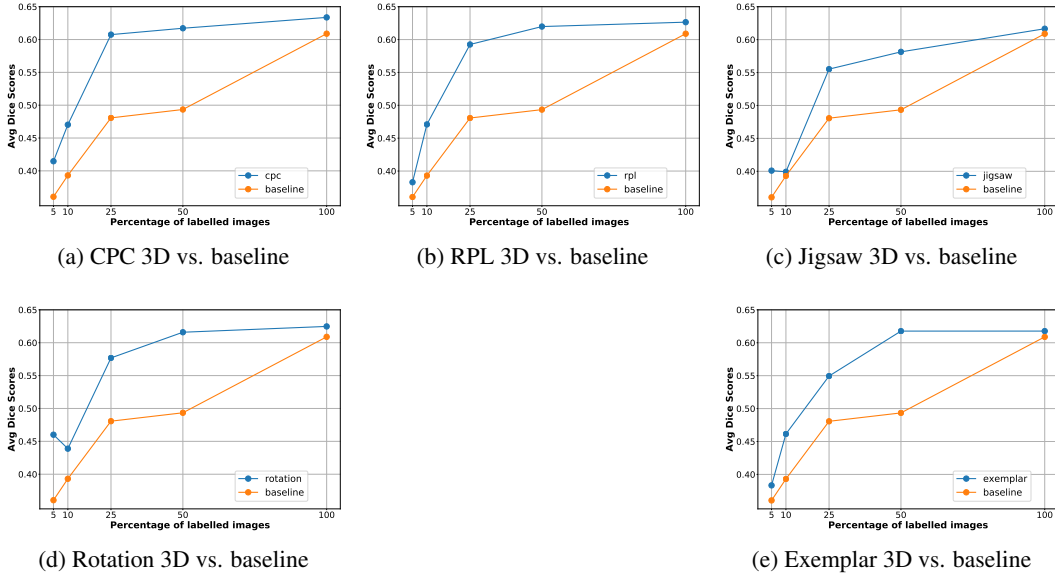 0.65
0.60
0.55
0.50
0.45
0.40
Avg Dice Scores
cpc
baseline
5 10 25 50 100
Percentage of labelled images
(a) CPC 3D vs. baseline
0.65
0.60
0.55
0.50
0.45
0.40
Avg Dice Scores
rpl
baseline
5 10 25 50 100
Percentage of labelled images
(b) RPL 3D vs. baseline
0.65
0.60
0.55
0.50
0.45
0.40
Avg Dice Scores
jigsaw
baseline
5 10 25 50 100
Percentage of labelled images
(c) Jigsaw 3D vs. baseline
0.65
0.60
0.55
0.50
0.45
0.40
Avg Dice Scores
rotation
baseline
5 10 25 50 100
Percentage of labelled images
(d) Rotation 3D vs. baseline
0.65
0.60
0.55
0.50
0.45
0.40
Avg Dice Scores
exemplar
baseline
5 10 25 50 100
Percentage of labelled images
(e) Exemplar 3D vs. baseline